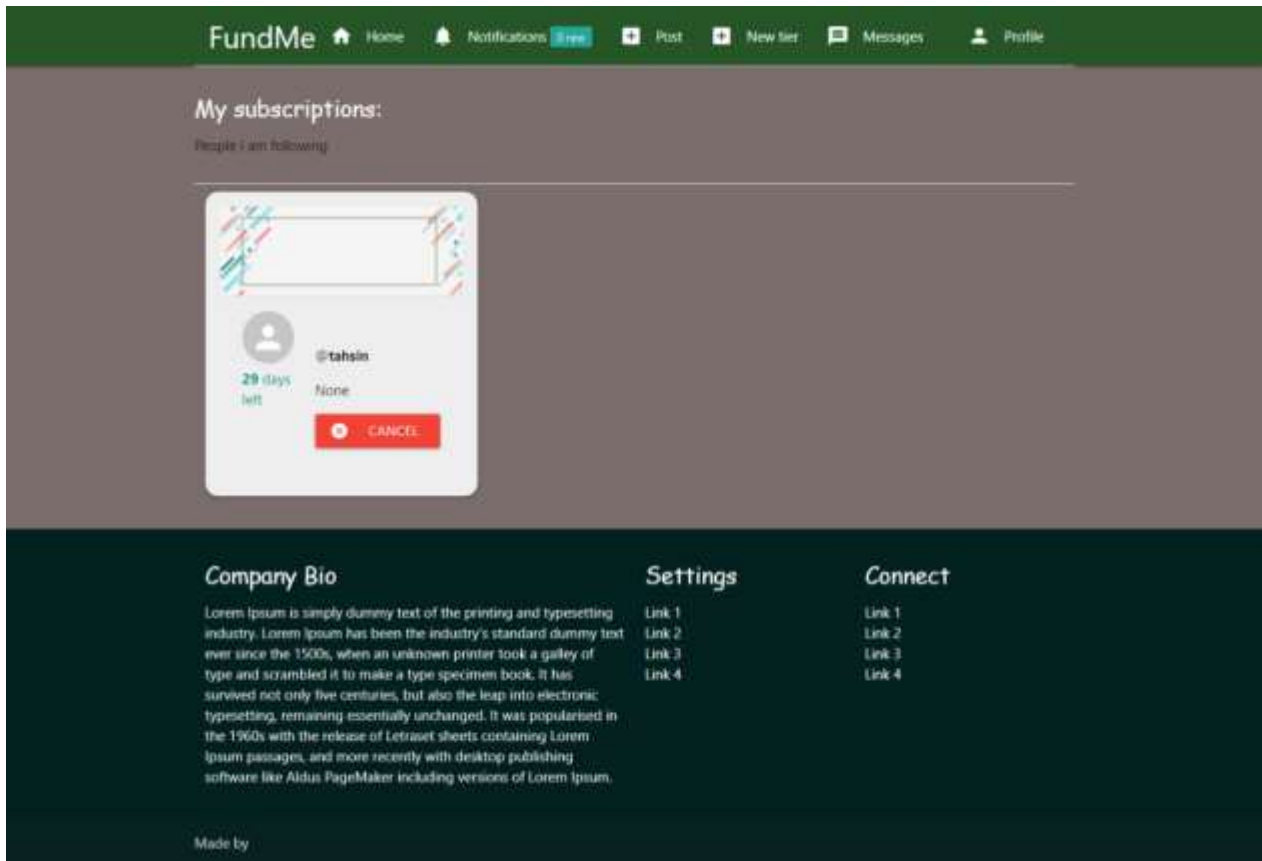 FundMe Home Notifications 0 new Post New tier Messages Profile
My subscriptions:
People i am following
@tahsin
29 days
left
None
CANCEL
Company Bio
Lorem Ipsum is simply dummy text of the printing and typesetting
industry. Lorem Ipsum has been the industry's standard dummy text
ever since the 1500s, when an unknown printer took a galley of
type and scrambled it to make a type specimen book. It has
survived not only five centuries, but also the leap into electronic
typesetting, remaining essentially unchanged. It was popularised in
the 1960s with the release of Letraset sheets containing Lorem
Ipsum passages, and more recently with desktop publishing
software like Aldus PageMaker including versions of Lorem Ipsum.
Settings
Link 1
Link 2
Link 3
Link 4
Connect
Link 1
Link 2
Link 3
Link 4
Made by